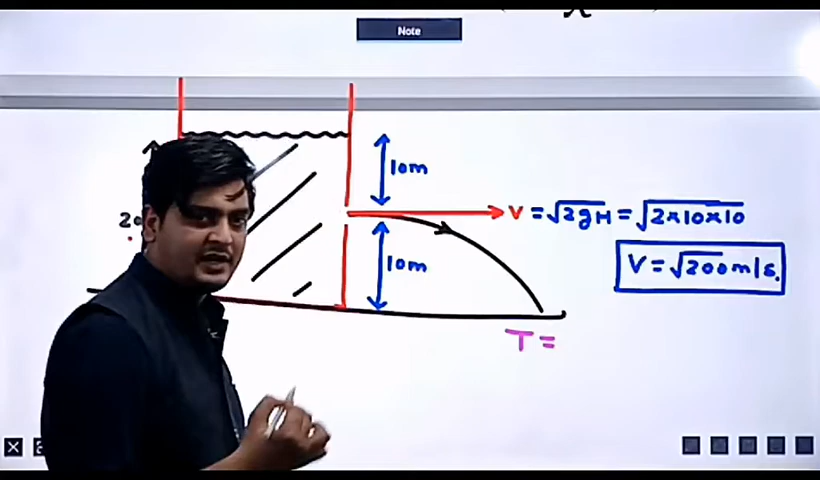 Note
10m
V = √2gH = √2×10×10
10m
V = √200 m/s.
T =